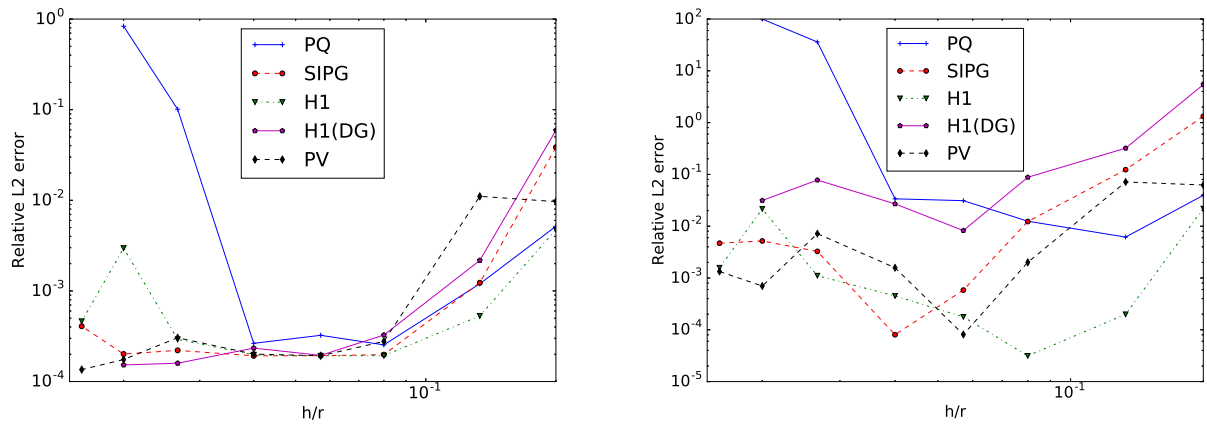 10^0
10^-1
10^-2
10^-3
10^-4
Relative L2 error
PQ
SIPG
H1
H1(DG)
PV
10^-1
h/r
10^2
10^1
10^0
10^-1
10^-2
10^-3
10^-4
10^-5
Relative L2 error
PQ
SIPG
H1
H1(DG)
PV
10^-1
h/r